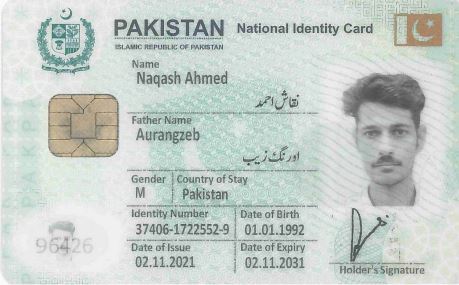 PAKISTAN National Identity Card
ISLAMIC REPUBLIC OF PAKISTAN
Name
Naqash Ahmed
نقاش احمد
Father Name
Aurangzeb
اورنگ زیب
Gender Country of Stay
M Pakistan
Identity Number Date of Birth
37406-1722552-9 01.01.1992
Date of Issue Date of Expiry
02.11.2021 02.11.2031
96426
Holder's Signature